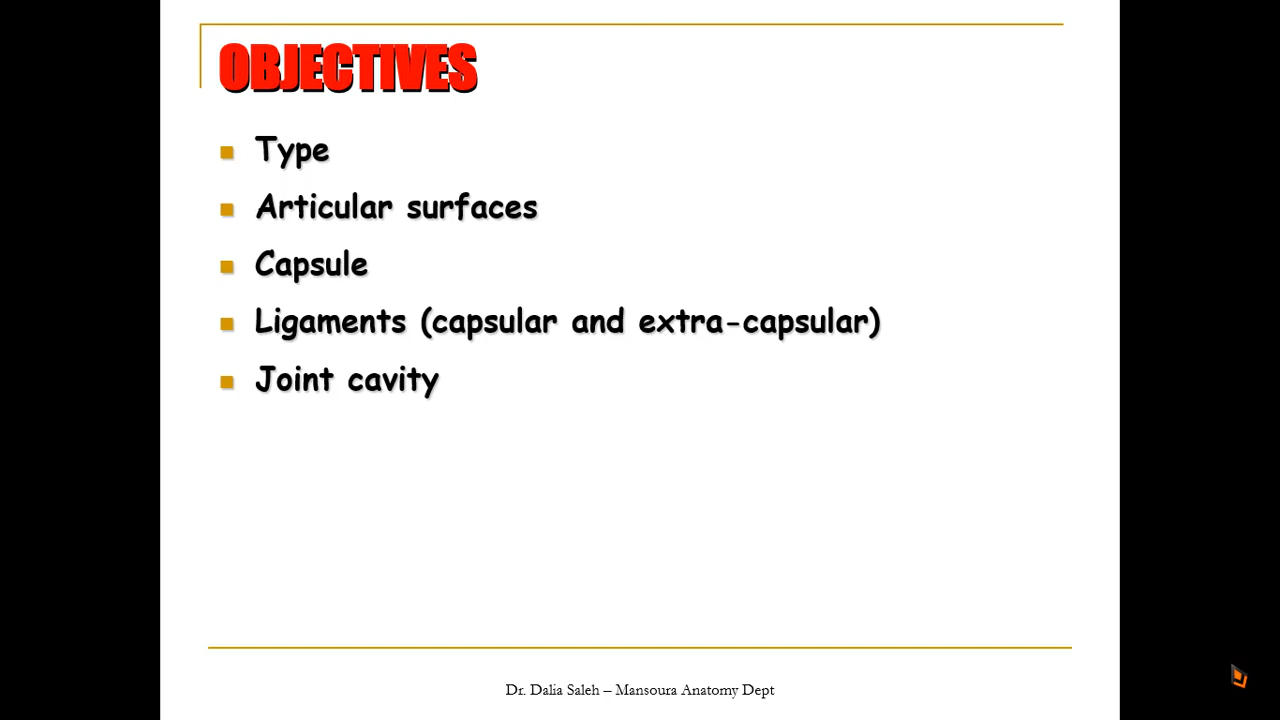 OBJECTIVES
Type
Articular surfaces
Capsule
Ligaments (capsular and extra-capsular)
Joint cavity
Dr. Dalia Saleh – Mansoura Anatomy Dept